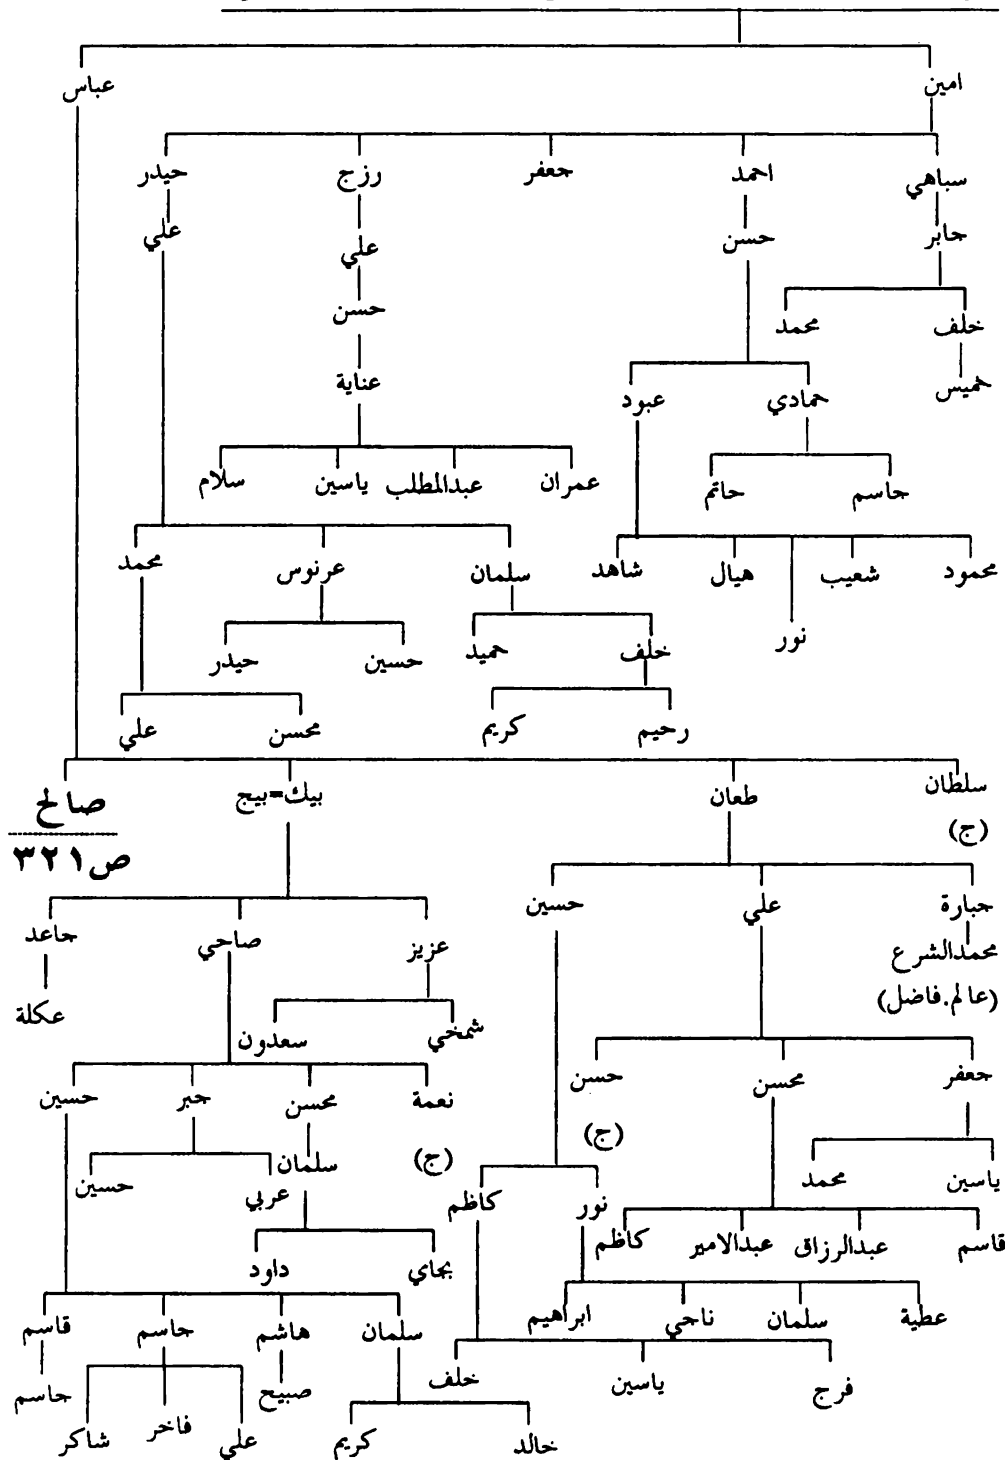 امين عباس
سباهي احمد جعفر رزج حيدر
جابر حسن علي علي
خلف محمد حسن
خميس حمادي عبود عناية
جاسم حاتم عمران عبدالمطلب ياسين سلام
محمود شعيب هيال شاهد سلمان عرنوس محمد
نور خلف حميد حسين حيدر
رحيم كريم محسن علي
سلطان طعان بيك=بيج صالح
(ج) ص٣٢١
جبارة علي حسين عزيز صاحي جاعد
محمدالشرع
(عالم.فاضل) شمخي سعدون عكلة
جعفر محسن حسن نعمة محسن جبر حسين
(ج) (ج)
ياسين محمد نور كاظم سلمان عربي حسين
قاسم عبدالرزاق عبدالامير كاظم بجاي داود
عطية سلمان ناجي ابراهيم سلمان هاشم جاسم قاسم
فرج ياسين خلف صبيح جاسم
خالد كريم علي فاخر شاكر